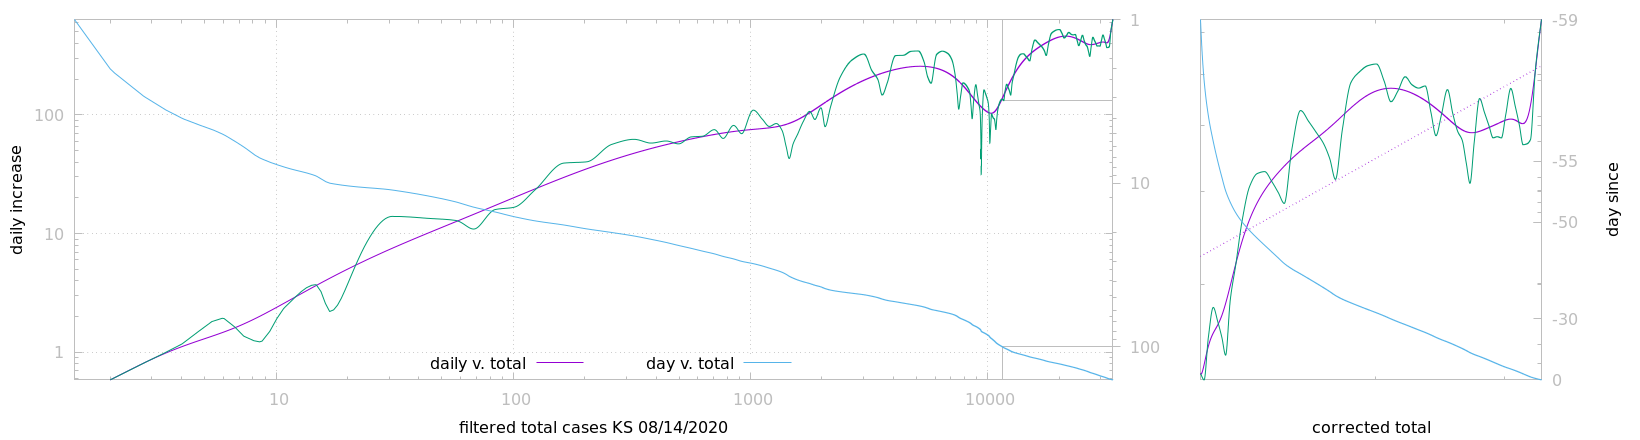 daily increase
100
10
1
10
100
1000
10000
1
10
100
daily v. total
day v. total
filtered total cases KS 08/14/2020
-59
-55
-50
-30
0
day since
corrected total